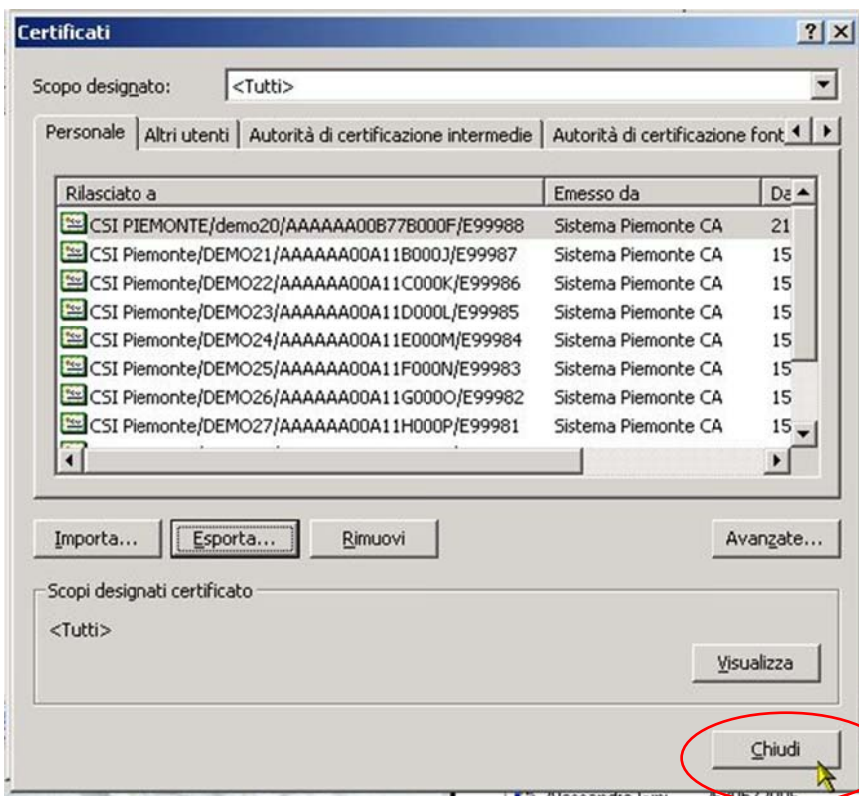 Certificati
Scopo designato: <Tutti>
Personale Altri utenti Autorità di certificazione intermedie Autorità di certificazione font
Rilasciato a Emesso da Da
CSI PIEMONTE/demo20/AAAAAA00B77B000F/E99988 Sistema Piemonte CA 21
CSI Piemonte/DEMO21/AAAAAA00A11B000J/E99987 Sistema Piemonte CA 15
CSI Piemonte/DEMO22/AAAAAA00A11C000K/E99986 Sistema Piemonte CA 15
CSI Piemonte/DEMO23/AAAAAA00A11D000L/E99985 Sistema Piemonte CA 15
CSI Piemonte/DEMO24/AAAAAA00A11E000M/E99984 Sistema Piemonte CA 15
CSI Piemonte/DEMO25/AAAAAA00A11F000N/E99983 Sistema Piemonte CA 15
CSI Piemonte/DEMO26/AAAAAA00A11G000O/E99982 Sistema Piemonte CA 15
CSI Piemonte/DEMO27/AAAAAA00A11H000P/E99981 Sistema Piemonte CA 15
Importa... Esporta... Rimuovi Avanzate...
Scopi designati certificato
<Tutti>
Visualizza
Chiudi